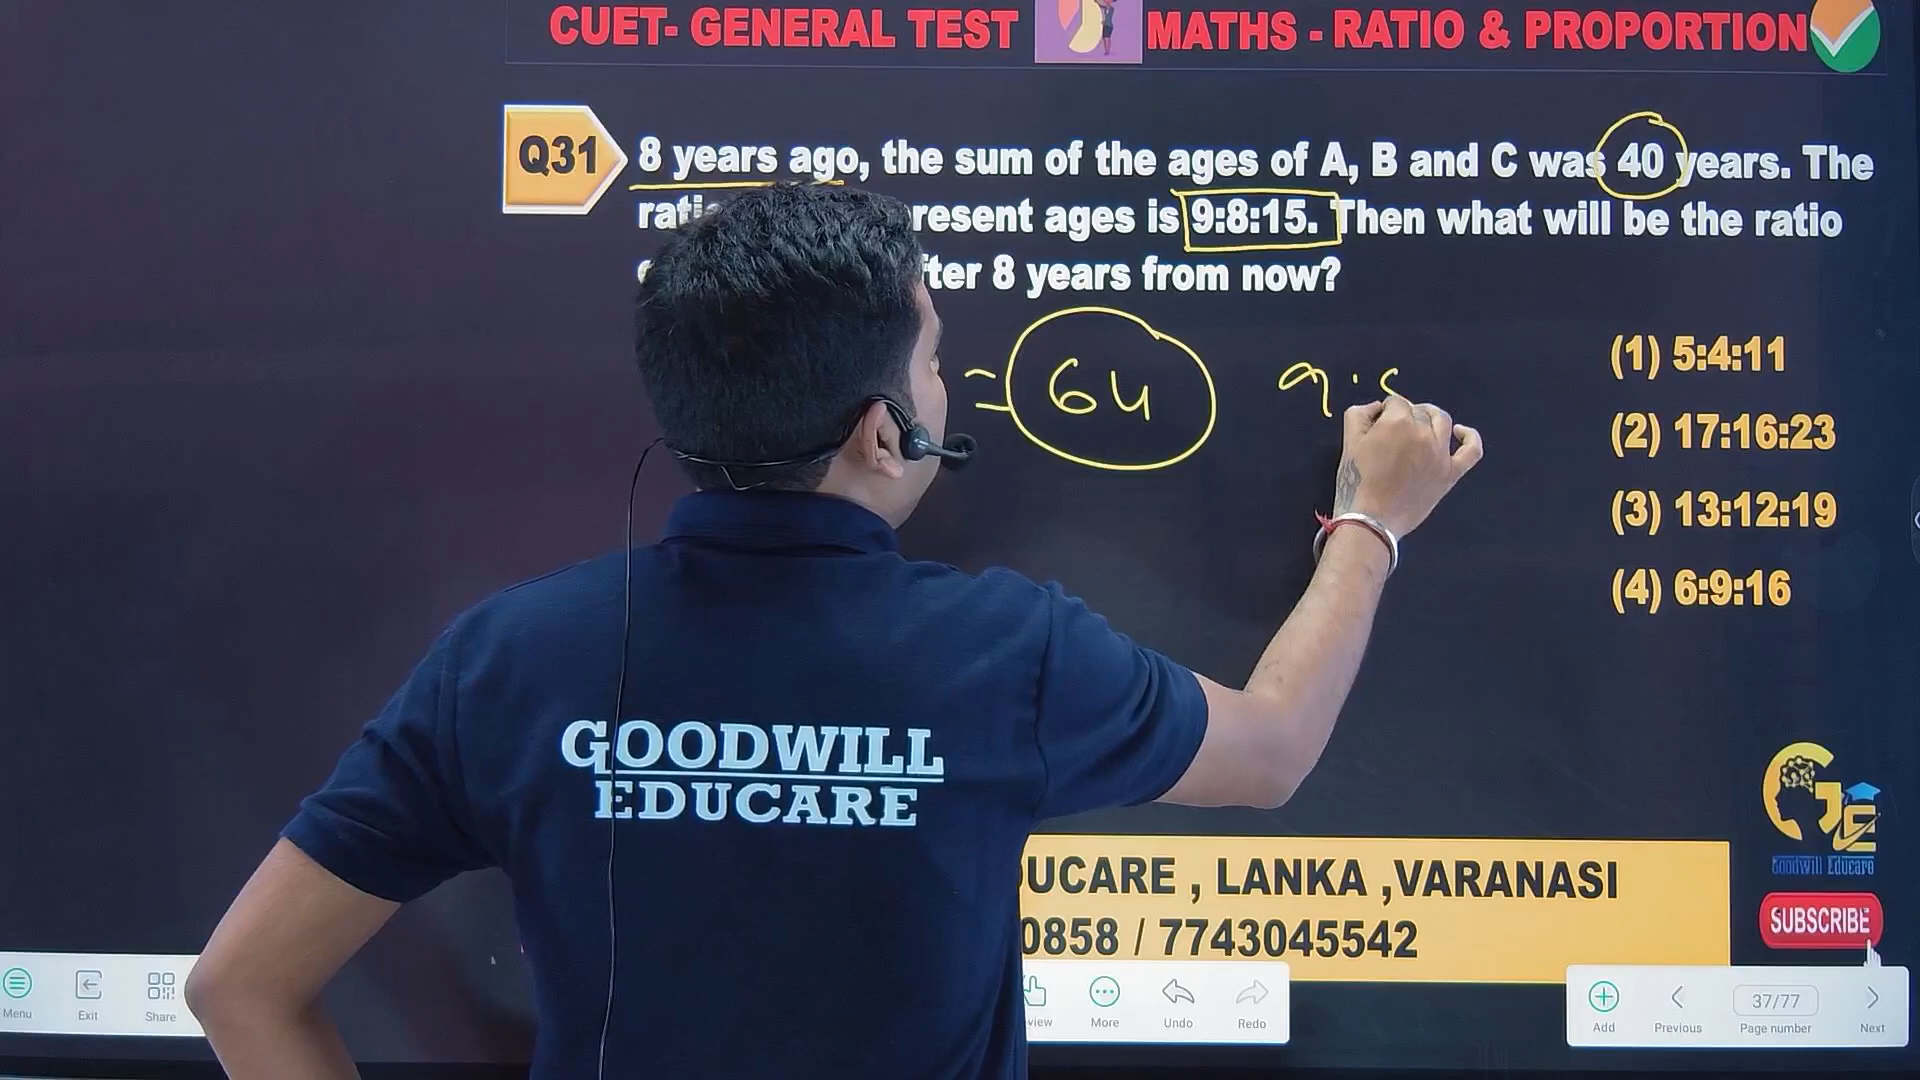 CUET- GENERAL TEST MATHS - RATIO & PROPORTION
Q31 8 years ago, the sum of the ages of A, B and C was 40 years. The
present ages is 9:8:15. Then what will be the ratio
8 years from now?
= 64
(1) 5:4:11
(2) 17:16:23
(3) 13:12:19
(4) 6:9:16
GOODWILL
EDUCARE
, LANKA ,VARANASI
0858 / 7743045542
Goodwill Educare
SUBSCRIBE
Menu Exit Share More Undo Redo Add Previous 37/77 Page number Next